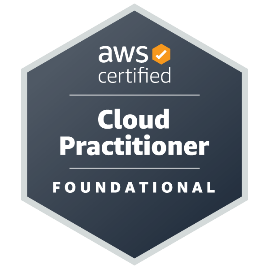 aws
certified
Cloud
Practitioner
FOUNDATIONAL